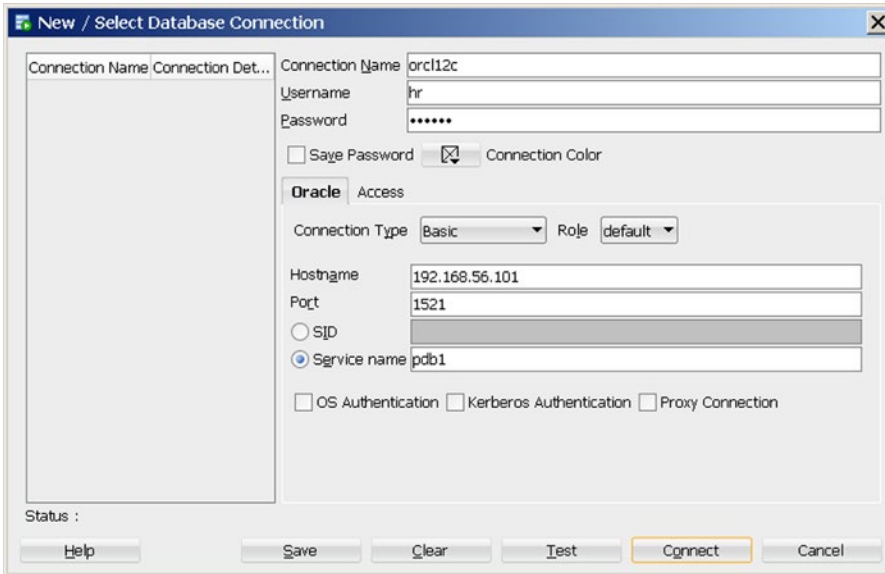 New / Select Database Connection
Connection Name Connection Det...
Connection Name orcl12c
Username hr
Password ••••••
Save Password Connection Color
Oracle Access
Connection Type Basic Role default
Hostname 192.168.56.101
Port 1521
SID
Service name pdb1
OS Authentication Kerberos Authentication Proxy Connection
Status :
Help Save Clear Test Connect Cancel